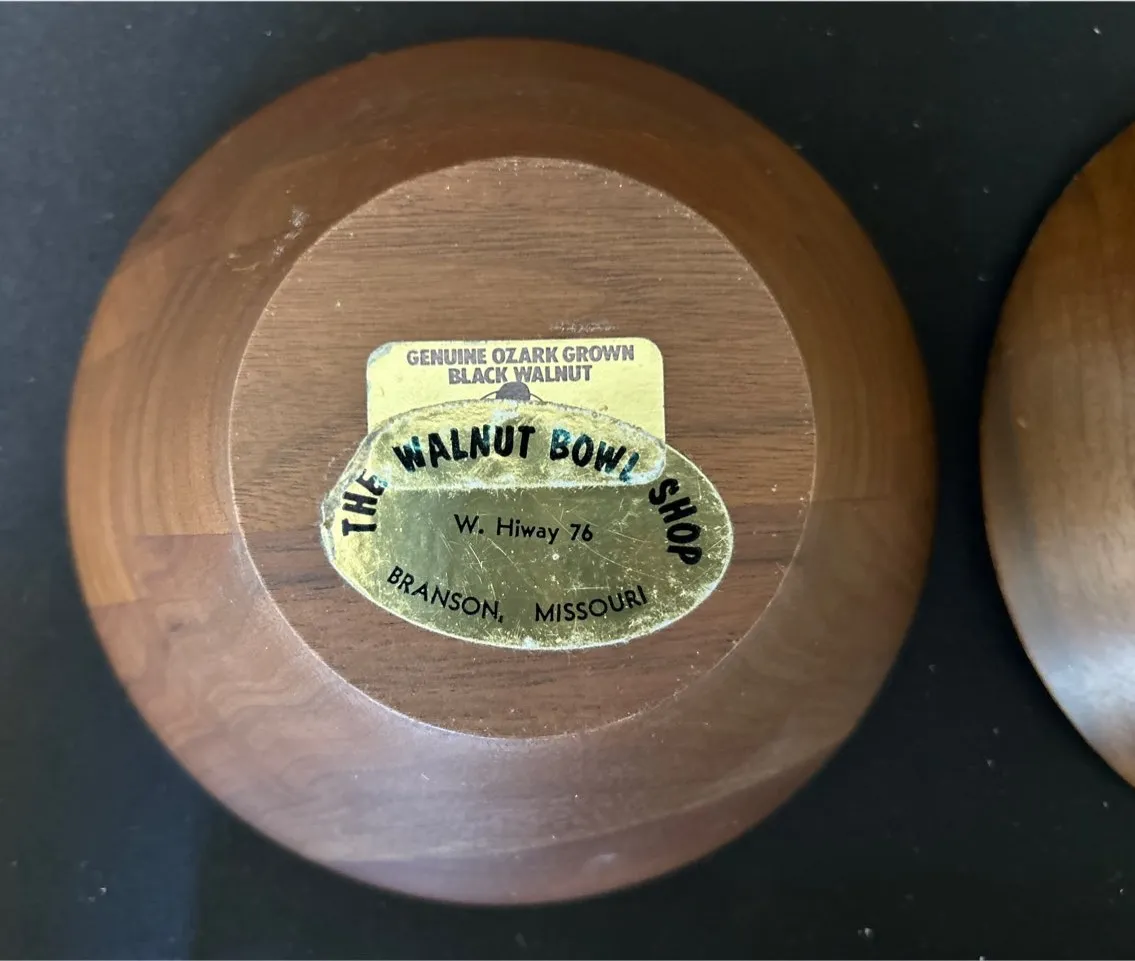 GENUINE OZARK GROWN
BLACK WALNUT
THE WALNUT BOWL SHOP
W. Hiway 76
BRANSON, MISSOURI